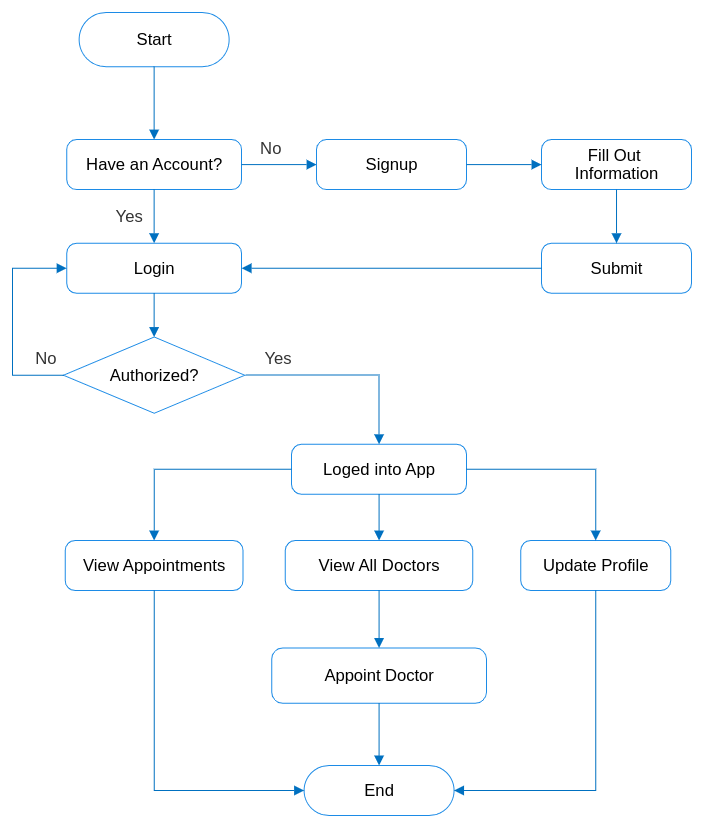 Start
Have an Account?
No
Signup
Fill Out
Information
Yes
Login
Submit
No
Authorized?
Yes
Loged into App
View Appointments
View All Doctors
Update Profile
Appoint Doctor
End